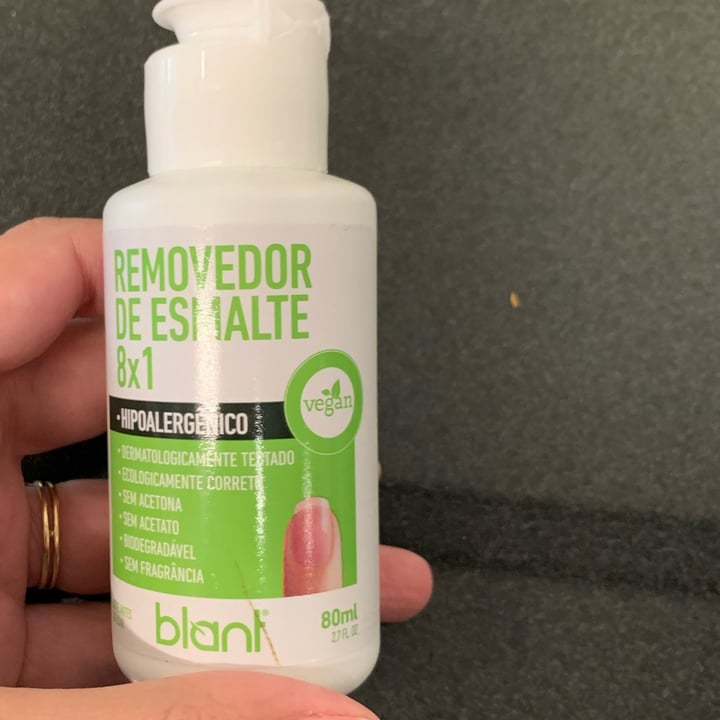 REMOVEDOR
DE ESMALTE
8x1
vegan
•HIPOALERGÊNICO
•DERMATOLOGICAMENTE TESTADO
•ECOLOGICAMENTE CORRETO
•SEM ACETONA
•SEM ACETATO
•BIODEGRADÁVEL
•SEM FRAGRÂNCIA
blant®
80ml
2.7 FL. OZ